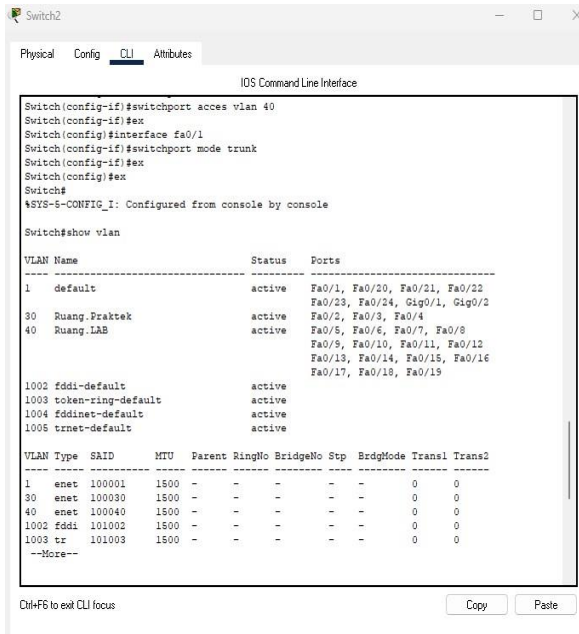 Switch2
Physical Config CLI Attributes
IOS Command Line Interface
Switch(config-if)#switchport acces vlan 40
Switch(config-if)#ex
Switch(config)#interface fa0/1
Switch(config-if)#switchport mode trunk
Switch(config-if)#ex
Switch(config)#ex
Switch#
%SYS-5-CONFIG_I: Configured from console by console
Switch#show vlan
VLAN Name Status Ports
---- -------------------------------- --------- -------------------------------
1 default active Fa0/1, Fa0/20, Fa0/21, Fa0/22
Fa0/23, Fa0/24, Gig0/1, Gig0/2
30 Ruang.Praktek active Fa0/2, Fa0/3, Fa0/4
40 Ruang.LAB active Fa0/5, Fa0/6, Fa0/7, Fa0/8
Fa0/9, Fa0/10, Fa0/11, Fa0/12
Fa0/13, Fa0/14, Fa0/15, Fa0/16
Fa0/17, Fa0/18, Fa0/19
1002 fddi-default active
1003 token-ring-default active
1004 fddinet-default active
1005 trnet-default active
VLAN Type SAID MTU Parent RingNo BridgeNo Stp BrdgMode Trans1 Trans2
---- ----- ---------- ----- ------ ------ -------- ---- -------- ------ ------
1 enet 100001 1500 - - - - - 0 0
30 enet 100030 1500 - - - - - 0 0
40 enet 100040 1500 - - - - - 0 0
1002 fddi 101002 1500 - - - - - 0 0
1003 tr 101003 1500 - - - - - 0 0
--More--
Ctrl+F6 to exit CLI focus Copy Paste